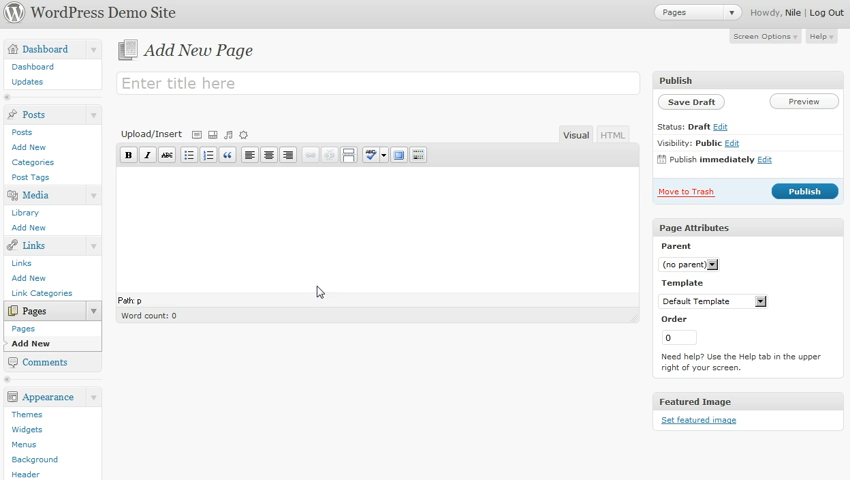 WordPress Demo Site
Pages
Howdy, Nile | Log Out
Screen Options
Help
Dashboard
Dashboard
Updates
Posts
Posts
Add New
Categories
Post Tags
Media
Library
Add New
Links
Links
Add New
Link Categories
Pages
Pages
Add New
Comments
Appearance
Themes
Widgets
Menus
Background
Header
Add New Page
Enter title here
Upload/Insert
Visual
HTML
B I ABC
Path: p
Word count: 0
Publish
Save Draft
Preview
Status: Draft Edit
Visibility: Public Edit
Publish immediately Edit
Move to Trash
Publish
Page Attributes
Parent
(no parent)
Template
Default Template
Order
0
Need help? Use the Help tab in the upper
right of your screen.
Featured Image
Set featured image